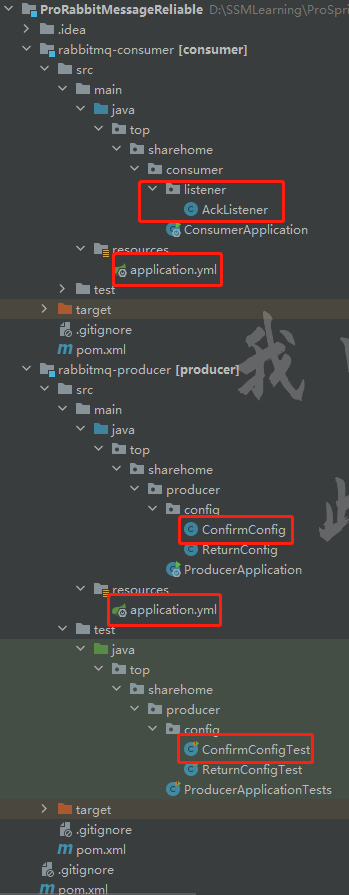 ProRabbitMessageReliable D:\SSMLearning\ProSpri
.idea
rabbitmq-consumer [consumer]
src
main
java
top
sharehome
consumer
listener
AckListener
ConsumerApplication
resources
application.yml
test
target
.gitignore
pom.xml
rabbitmq-producer [producer]
src
main
java
top
sharehome
producer
config
ConfirmConfig
ReturnConfig
ProducerApplication
resources
application.yml
test
java
top
sharehome
producer
config
ConfirmConfigTest
ReturnConfigTest
ProducerApplicationTests
target
.gitignore
pom.xml
.gitignore
pom.xml
我